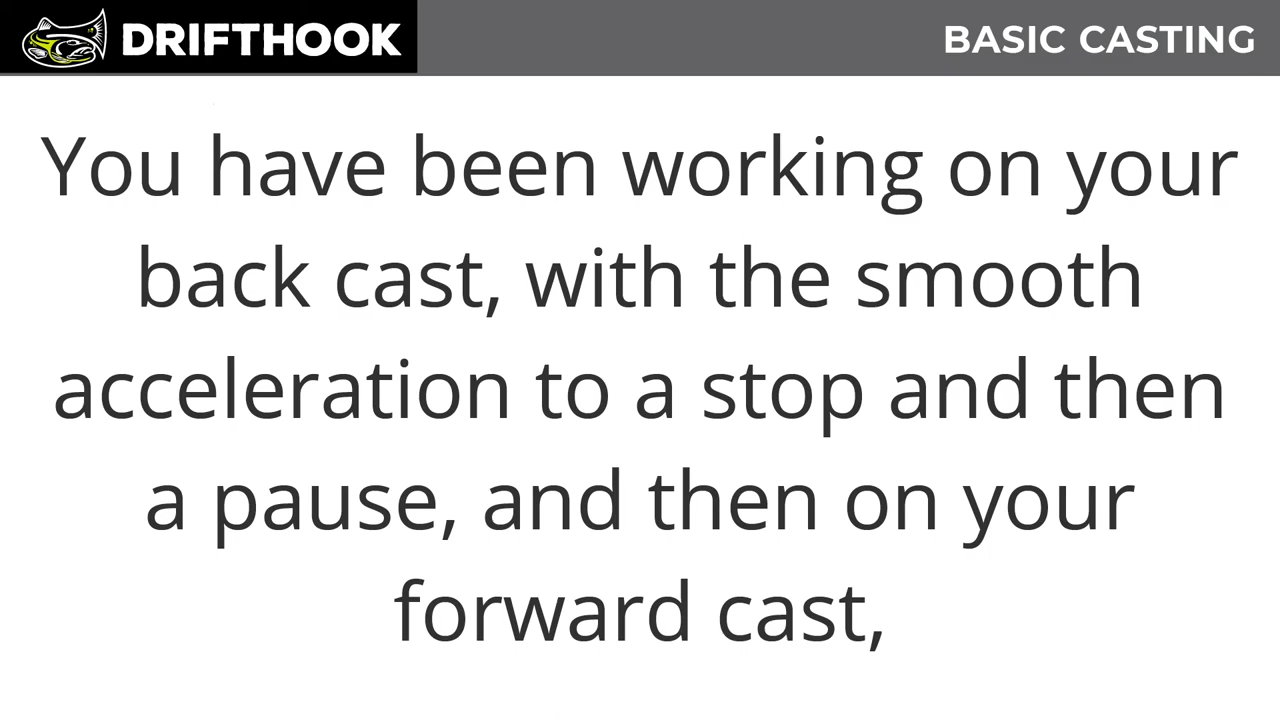 DRIFTHOOK
BASIC CASTING
You have been working on your
back cast, with the smooth
acceleration to a stop and then
a pause, and then on your
forward cast,